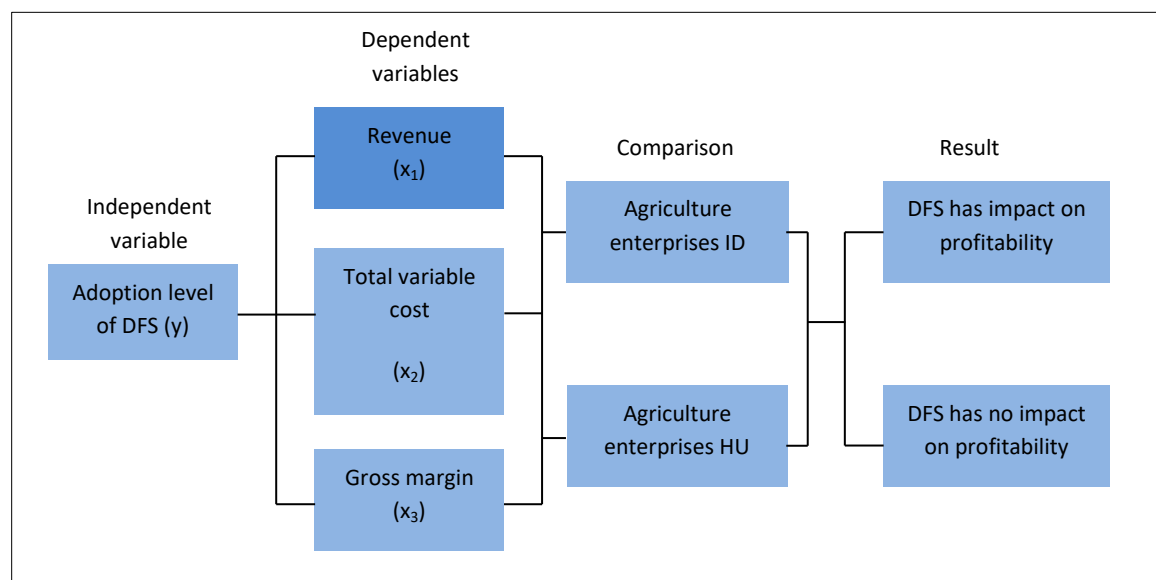 Independent
variable
Adoption level
of DFS (y)
Dependent
variables
Revenue
(x₁)
Total variable
cost
(x₂)
Gross margin
(x₃)
Comparison
Agriculture
enterprises ID
Agriculture
enterprises HU
Result
DFS has impact on
profitability
DFS has no impact
on profitability